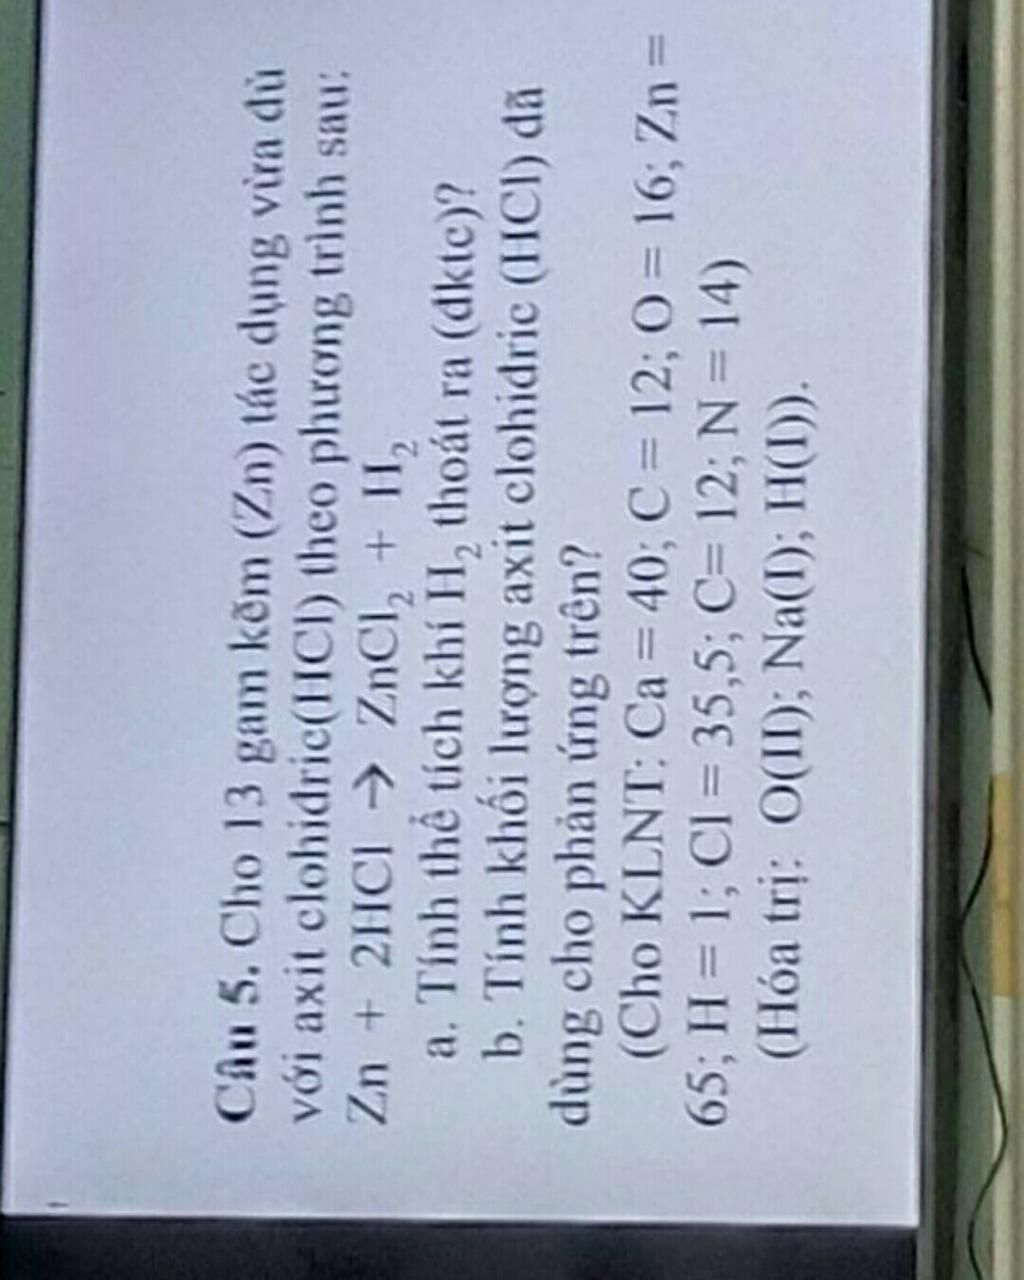 Câu 5. Cho 13 gam kẽm (Zn) tác dụng vừa đủ
với axit clohidric(HCl) theo phương trình sau:
Zn + 2HCl → ZnCl₂ + H₂
a. Tính thể tích khí H₂ thoát ra (đktc)?
b. Tính khối lượng axit clohidric (HCl) đã
dùng cho phản ứng trên?
(Cho KLNT: Ca = 40; C = 12; O = 16; Zn =
65; H = 1; Cl = 35,5; C= 12; N = 14)
(Hóa trị: O(II); Na(I); H(I)).